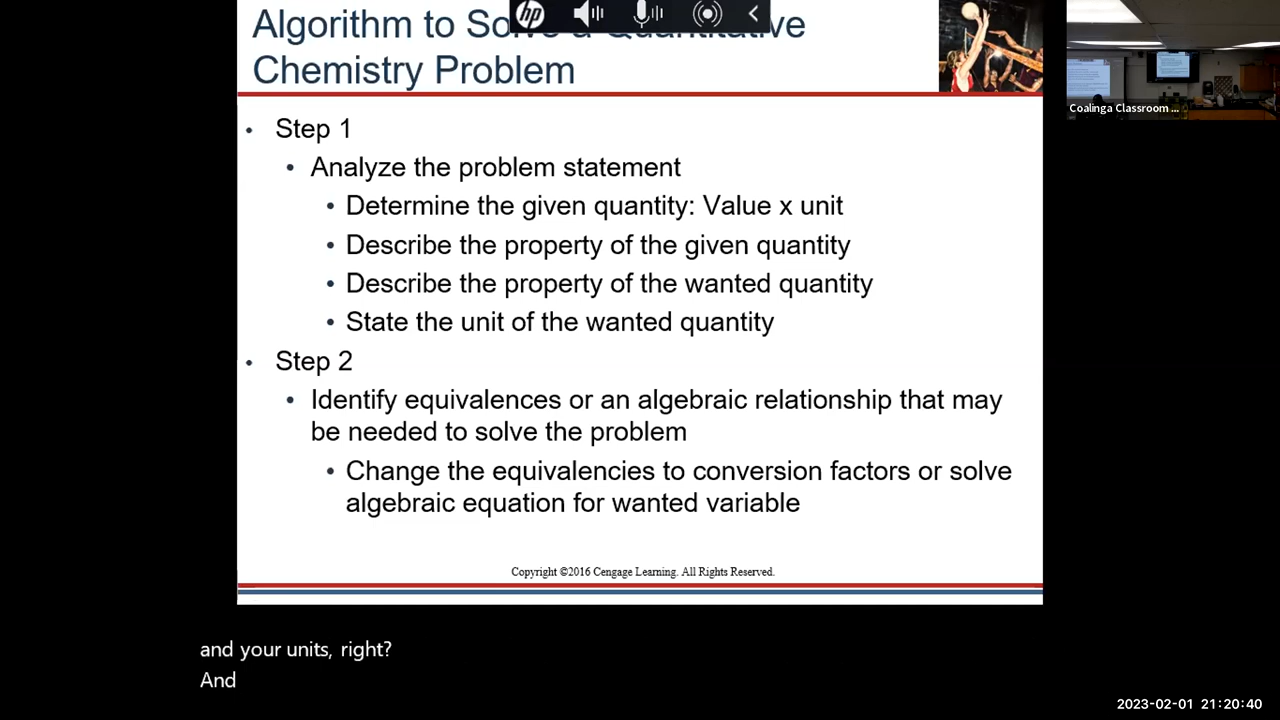 Algorithm to Solve a Quantitative
Chemistry Problem
hp
Coalinga Classroom ...
• Step 1
• Analyze the problem statement
• Determine the given quantity: Value x unit
• Describe the property of the given quantity
• Describe the property of the wanted quantity
• State the unit of the wanted quantity
• Step 2
• Identify equivalences or an algebraic relationship that may
be needed to solve the problem
• Change the equivalencies to conversion factors or solve
algebraic equation for wanted variable
Copyright ©2016 Cengage Learning. All Rights Reserved.
and your units, right?
And
2023-02-01 21:20:40